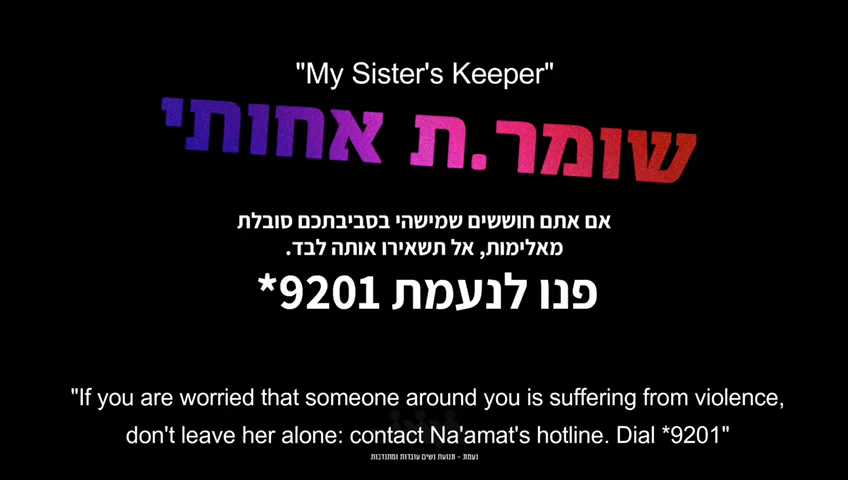 "My Sister's Keeper"
שומר.ת אחותי
אם אתם חוששים שמישהי בסביבתכם סובלת
מאלימות, אל תשאירו אותה לבד.
פנו לנעמת 9201*
"If you are worried that someone around you is suffering from violence,
don't leave her alone: contact Na'amat's hotline. Dial *9201"
נעמת - תנועת נשים עובדות ומתנדבות